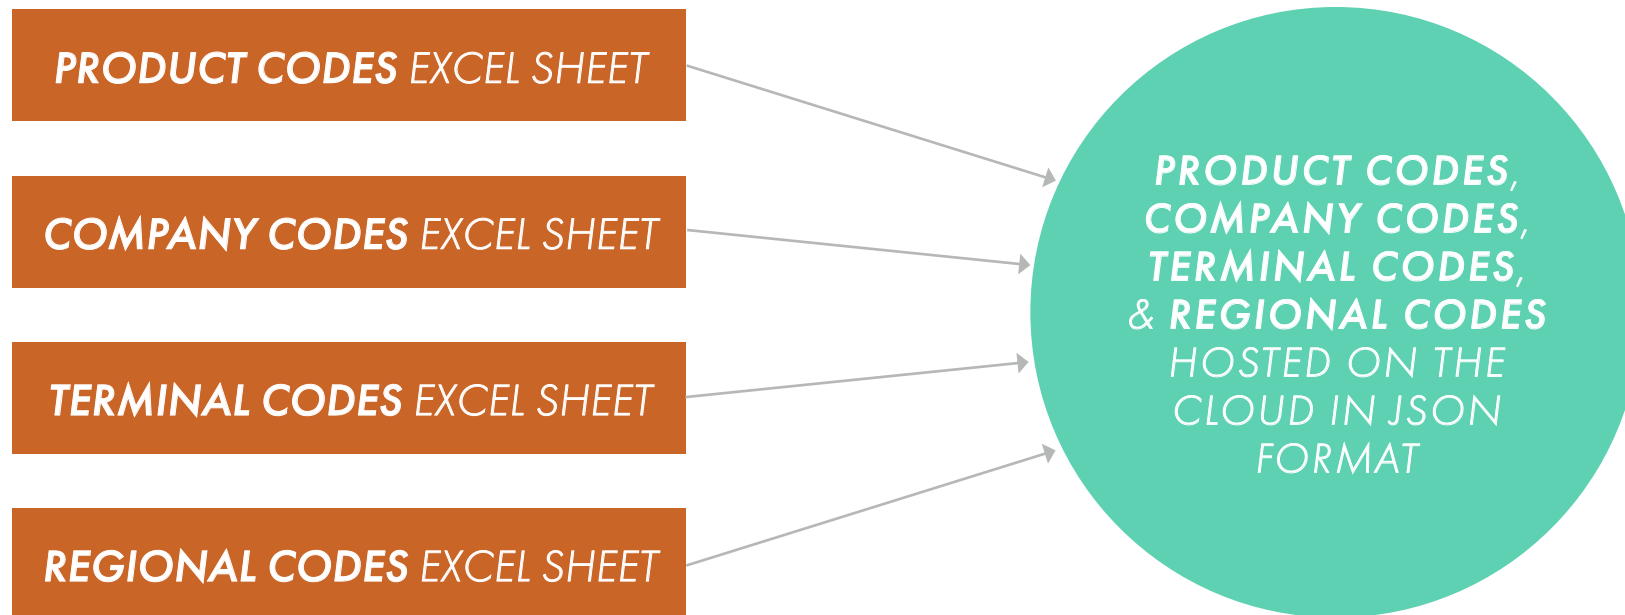 PRODUCT CODES EXCEL SHEET
COMPANY CODES EXCEL SHEET
TERMINAL CODES EXCEL SHEET
REGIONAL CODES EXCEL SHEET
PRODUCT CODES,
COMPANY CODES,
TERMINAL CODES,
& REGIONAL CODES
HOSTED ON THE
CLOUD IN JSON
FORMAT